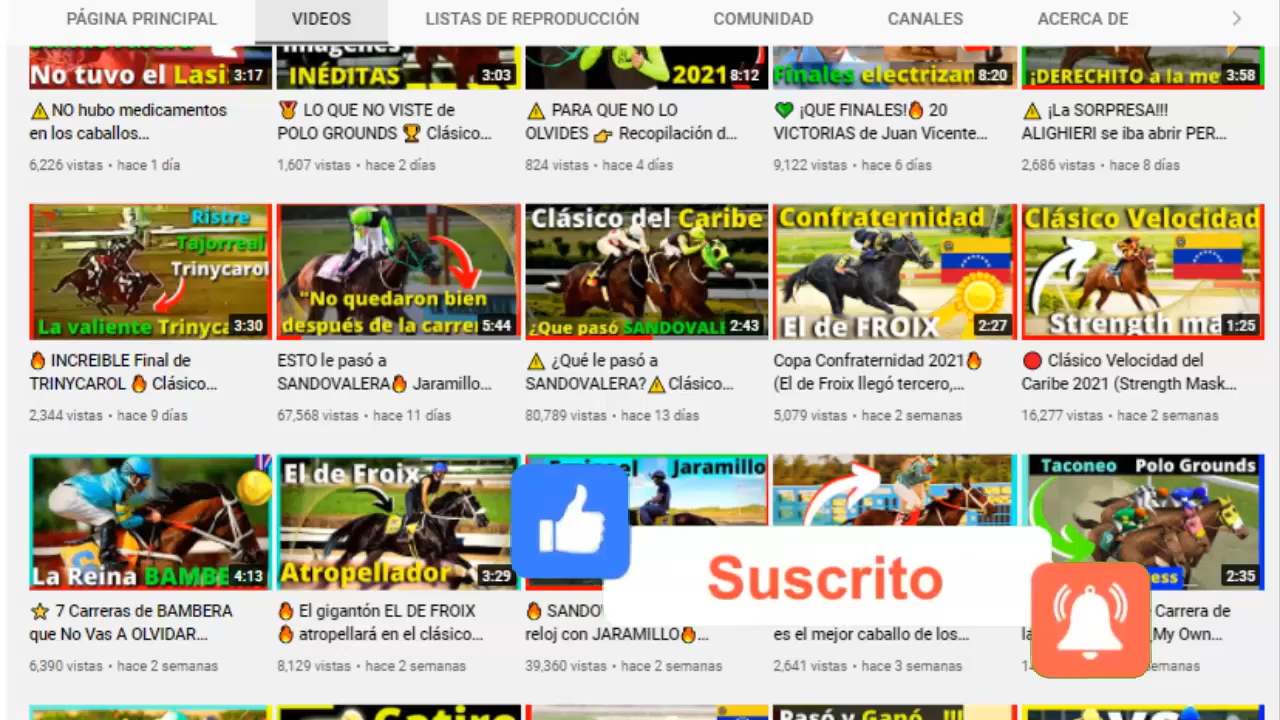 PÁGINA PRINCIPAL
VIDEOS
LISTAS DE REPRODUCCIÓN
COMUNIDAD
CANALES
ACERCA DE
No tuvo el Lasi
3:17
INÉDITAS
3:03
2021
8:12
Finales electrizan
8:20
¡DERECHITO a la me
3:58
⚠NO hubo medicamentos
en los caballos...
6,226 vistas • hace 1 día
🏅 LO QUE NO VISTE de
POLO GROUNDS 🏆 Clásico...
1,607 vistas • hace 2 días
⚠ PARA QUE NO LO
OLVIDES 👉 Recopilación d...
824 vistas • hace 4 días
💚 ¡QUE FINALES!🔥 20
VICTORIAS de Juan Vicente...
9,122 vistas • hace 6 días
⚠ ¡La SORPRESA!!!
ALIGHIERI se iba abrir PER...
2,686 vistas • hace 8 días
Ristre
Tajorreal
Trinycarol
La valiente Trinyca
3:30
"No quedaron bien
después de la carre
5:44
Clásico del Caribe
¿Que pasó SANDOVALE
2:43
Confraternidad
El de FROIX
2:27
Clásico Velocidad
Strength ma
1:25
🔥 INCREIBLE Final de
TRINYCAROL 🔥 Clásico...
2,344 vistas • hace 9 días
ESTO le pasó a
SANDOVALERA🔥 Jaramillo...
67,568 vistas • hace 11 días
⚠ ¿Qué le pasó a
SANDOVALERA?⚠Clásico...
80,789 vistas • hace 13 días
Copa Confraternidad 2021🔥
(El de Froix llegó tercero,...
5,079 vistas • hace 2 semanas
🔴 Clásico Velocidad del
Caribe 2021 (Strength Mask...
16,277 vistas • hace 2 semanas
La Reina BAMBE
4:13
El de Froix
Atropellador
3:29
Jaramillo
Taconeo Polo Grounds
2:35
Suscrito
⭐ 7 Carreras de BAMBERA
que No Vas A OLVIDAR...
6,390 vistas • hace 2 semanas
🔥 El gigantón EL DE FROIX
🔥 atropellará en el clásico...
8,129 vistas • hace 2 semanas
🔥 SANDO
reloj con JARAMILLO🔥...
39,360 vistas • hace 2 semanas
es el mejor caballo de los...
2,641 vistas • hace 3 semanas
Carrera de
My Own...
Pasó y Ganó !!!